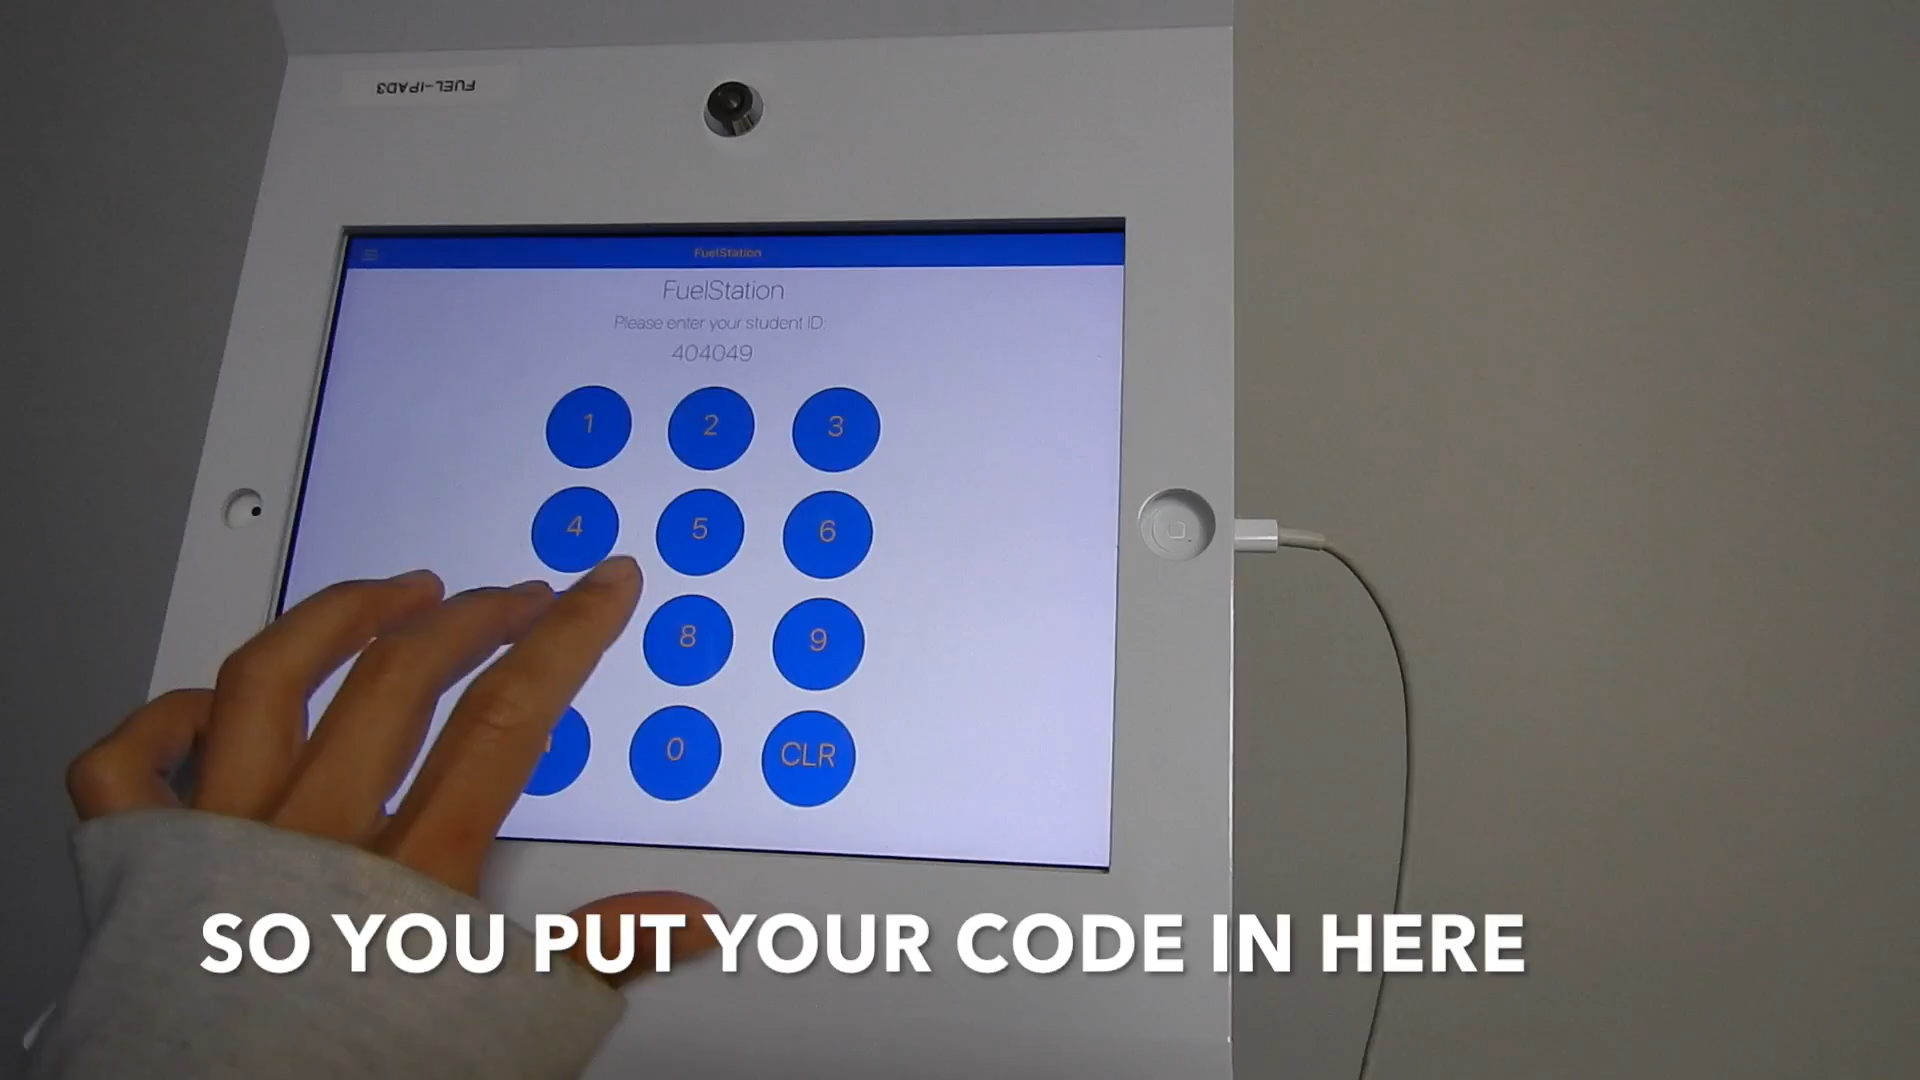 FUEL-IPAD3
FuelStation
FuelStation
Please enter your student ID:
404049
1 2 3
4 5 6
8 9
0 CLR
SO YOU PUT YOUR CODE IN HERE